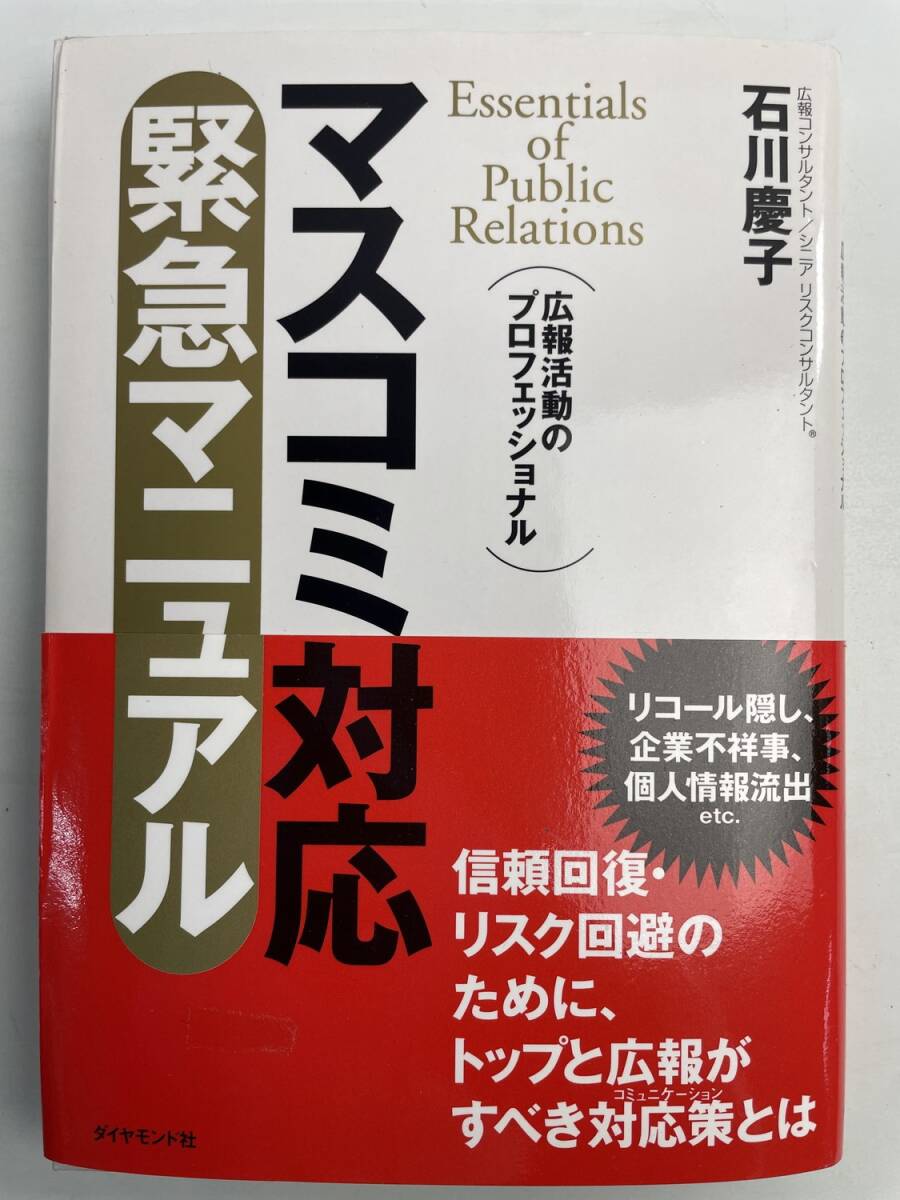 広報コンサルタント/シニア リスクコンサルタント®
石川慶子
Essentials
of
Public
Relations
(広報活動の
プロフェッショナル)
マスコミ対応
緊急マニュアル
リコール隠し、
企業不祥事、
個人情報流出
etc.
信頼回復・
リスク回避の
ために、
トップと広報が
コミュニケーション
すべき対応策とは
ダイヤモンド社